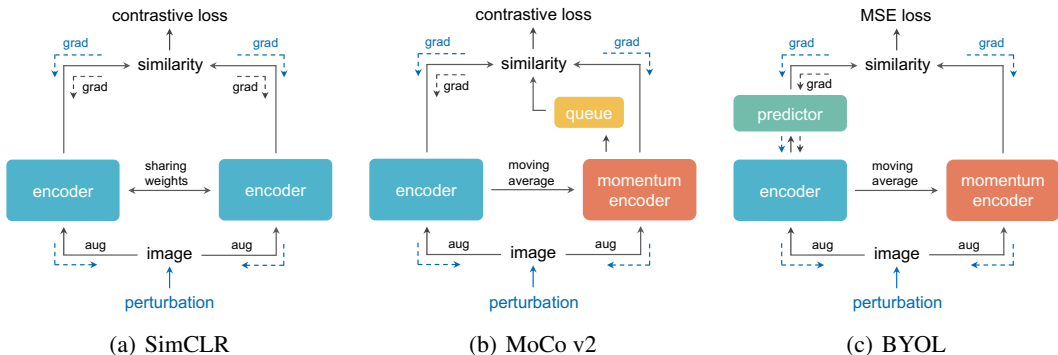 contrastive loss
grad
grad
similarity
grad
grad
encoder
sharing
weights
encoder
aug
image
aug
perturbation
(a) SimCLR
contrastive loss
grad
grad
similarity
grad
queue
encoder
moving
average
momentum
encoder
aug
image
aug
perturbation
(b) MoCo v2
MSE loss
grad
grad
similarity
grad
predictor
encoder
moving
average
momentum
encoder
aug
image
aug
perturbation
(c) BYOL